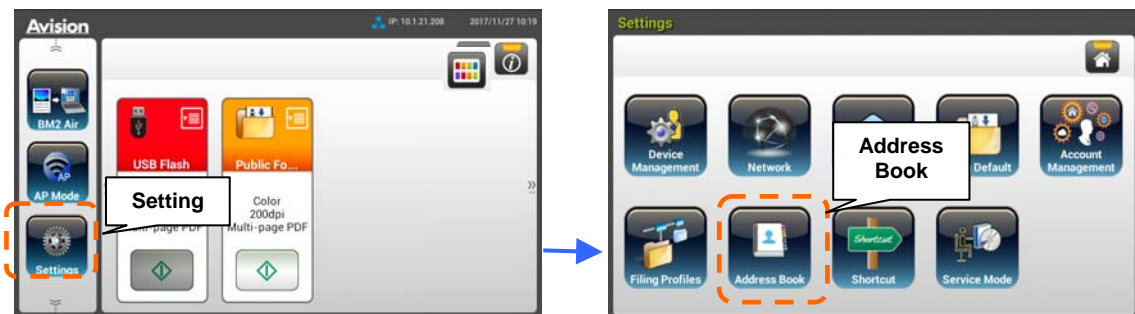 Avision
IP: 10.1.21.208 2017/11/27 10:19
BM2 Air
AP
AP Mode
Settings
USB Flash
Public Fo...
Color
200dpi
Multi-page PDF
Setting
Settings
Device
Management
Network
Default
Account
Management
Address
Book
Filing Profiles
Address Book
Shortcut
Shortcut
Service Mode